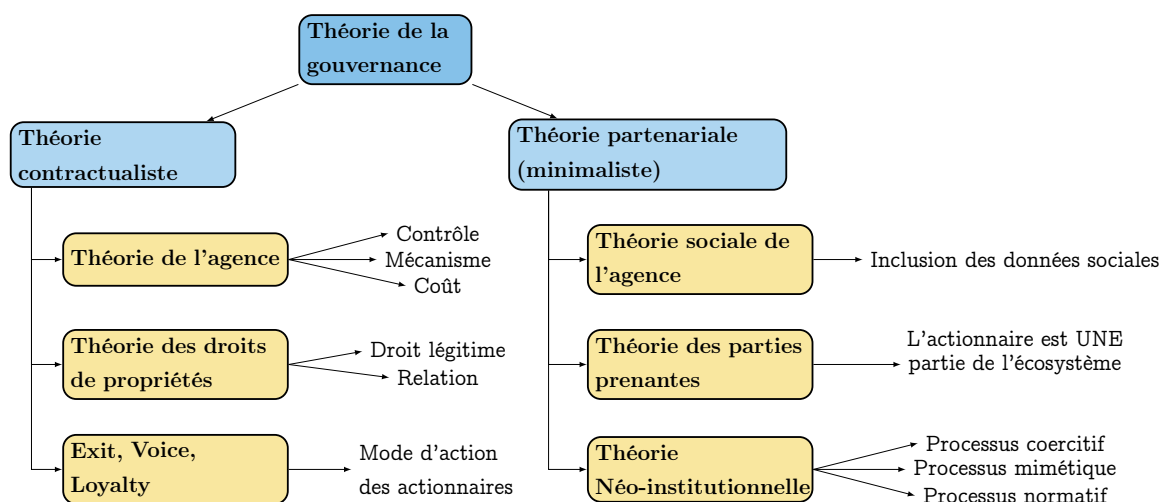 Théorie de la
gouvernance
Théorie
contractualiste
Théorie partenariale
(minimaliste)
Théorie de l'agence
Contrôle
Mécanisme
Coût
Théorie sociale de
l'agence
Inclusion des données sociales
Théorie des droits
de propriétés
Droit légitime
Relation
Théorie des parties
prenantes
L'actionnaire est UNE
partie de l'écosystème
Exit, Voice,
Loyalty
Mode d'action
des actionnaires
Théorie
Néo-institutionnelle
Processus coercitif
Processus mimétique
Processus normatif